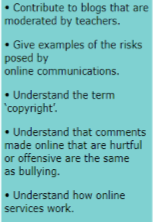 • Contribute to blogs that are
moderated by teachers.
• Give examples of the risks
posed by
online communications.
• Understand the term
'copyright'.
• Understand that comments
made online that are hurtful
or offensive are the same
as bullying.
• Understand how online
services work.